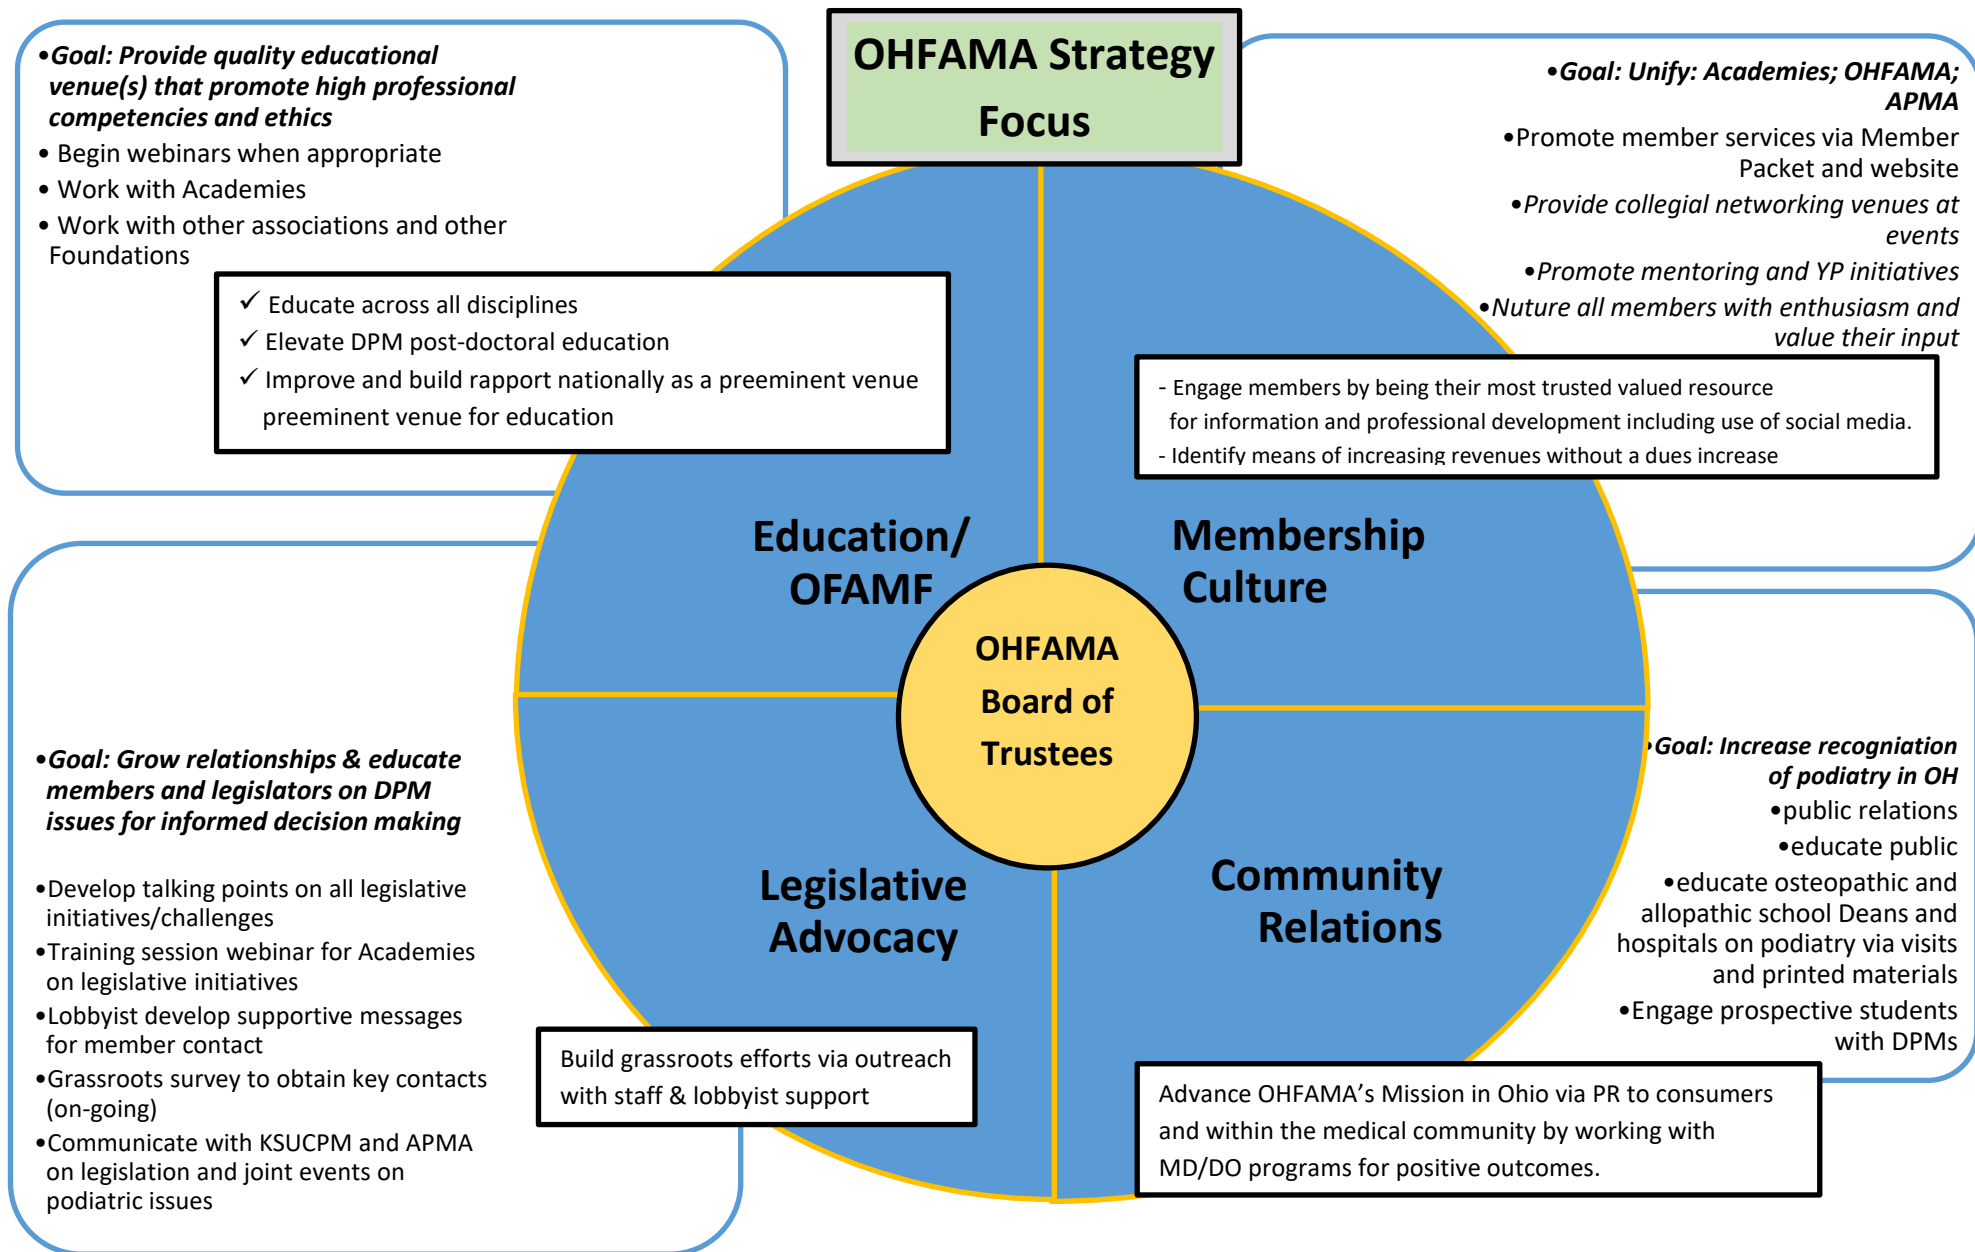 OHFAMA Strategy
Focus
•Goal: Provide quality educational
venue(s) that promote high professional
competencies and ethics
• Begin webinars when appropriate
• Work with Academies
• Work with other associations and other
Foundations
✓ Educate across all disciplines
✓ Elevate DPM post-doctoral education
✓ Improve and build rapport nationally as a preeminent venue
preeminent venue for education
•Goal: Unify: Academies; OHFAMA;
APMA
•Promote member services via Member
Packet and website
•Provide collegial networking venues at
events
•Promote mentoring and YP initiatives
•Nuture all members with enthusiasm and
value their input
- Engage members by being their most trusted valued resource
for information and professional development including use of social media.
- Identify means of increasing revenues without a dues increase
Education/
OFAMF
Membership
Culture
OHFAMA
Board of
Trustees
Legislative
Advocacy
Community
Relations
•Goal: Grow relationships & educate
members and legislators on DPM
issues for informed decision making
•Develop talking points on all legislative
initiatives/challenges
•Training session webinar for Academies
on legislative initiatives
•Lobbyist develop supportive messages
for member contact
•Grassroots survey to obtain key contacts
(on-going)
•Communicate with KSUCPM and APMA
on legislation and joint events on
podiatric issues
Build grassroots efforts via outreach
with staff & lobbyist support
•Goal: Increase recogniation
of podiatry in OH
•public relations
•educate public
•educate osteopathic and
allopathic school Deans and
hospitals on podiatry via visits
and printed materials
•Engage prospective students
with DPMs
Advance OHFAMA’s Mission in Ohio via PR to consumers
and within the medical community by working with
MD/DO programs for positive outcomes.